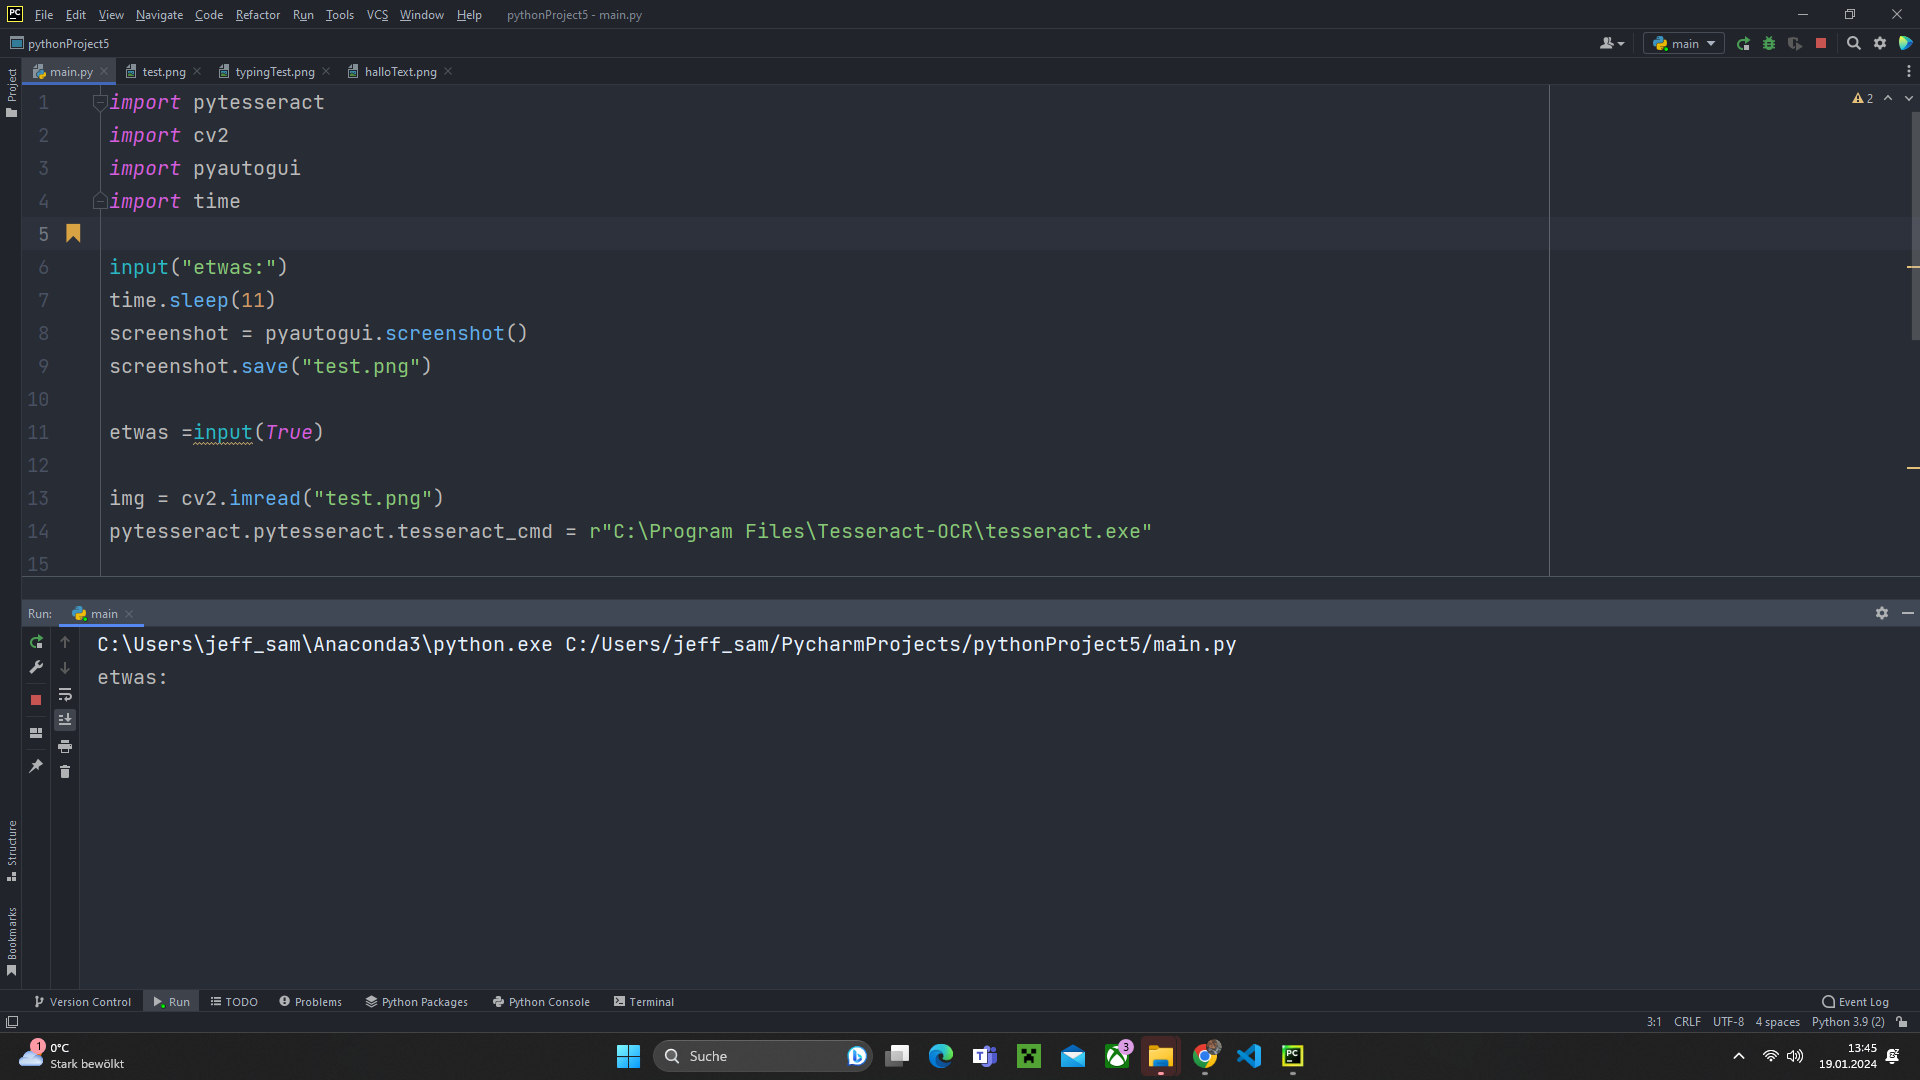 PC File Edit View Navigate Code Refactor Run Tools VCS Window Help pythonProject5 - main.py
pythonProject5 main
Project
main.py test.png typingTest.png halloText.png
1 import pytesseract
2 import cv2
3 import pyautogui
4 import time
5
6 input("etwas:")
7 time.sleep(11)
8 screenshot = pyautogui.screenshot()
9 screenshot.save("test.png")
10
11 etwas =input(True)
12
13 img = cv2.imread("test.png")
14 pytesseract.pytesseract.tesseract_cmd = r"C:\Program Files\Tesseract-OCR\tesseract.exe"
15
2
Run: main
C:\Users\jeff_sam\Anaconda3\python.exe C:/Users/jeff_sam/PycharmProjects/pythonProject5/main.py
etwas:
Structure
Bookmarks
Version Control Run TODO Problems Python Packages Python Console Terminal Event Log
3:1 CRLF UTF-8 4 spaces Python 3.9 (2)
1 0°C
Stark bewölkt
Suche
3
PC
13:45
19.01.2024